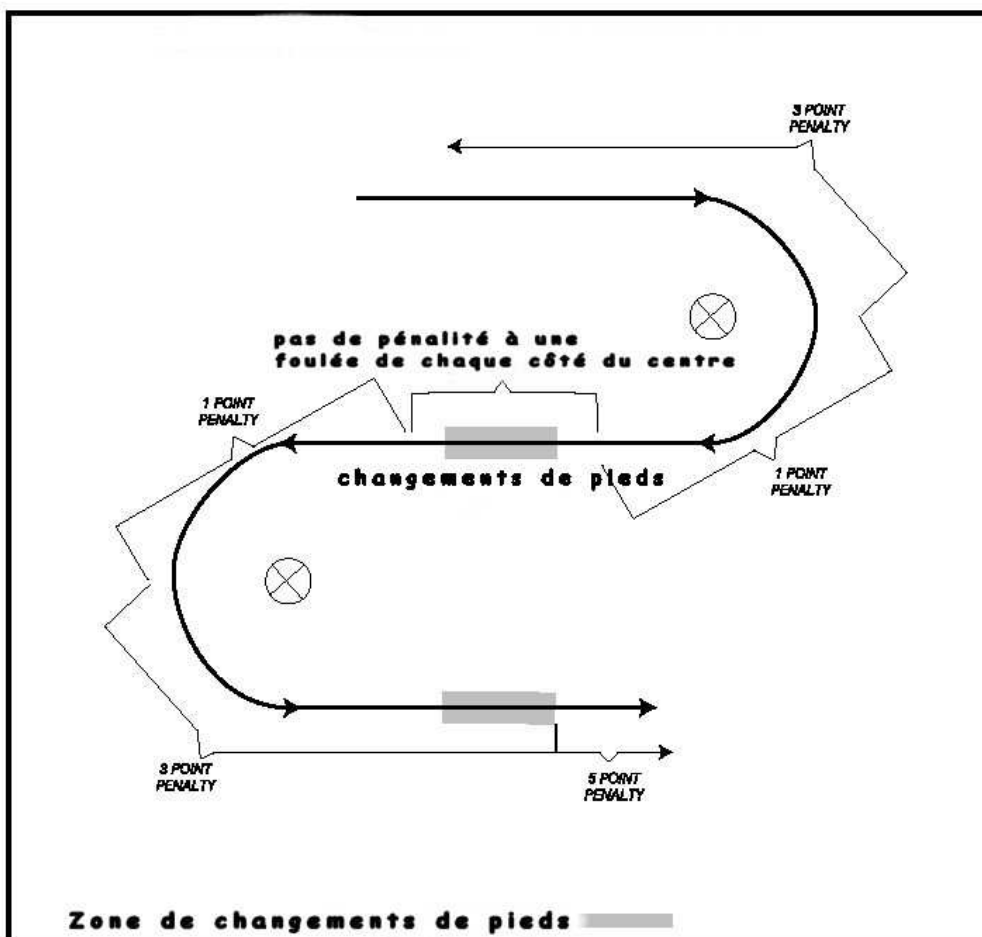 3 POINT
PENALTY
pas de pénalité à une
foulée de chaque côté du centre
1 POINT
PENALTY
changements de pieds
1 POINT
PENALTY
3 POINT
PENALTY
5 POINT
PENALTY
Zone de changements de pieds